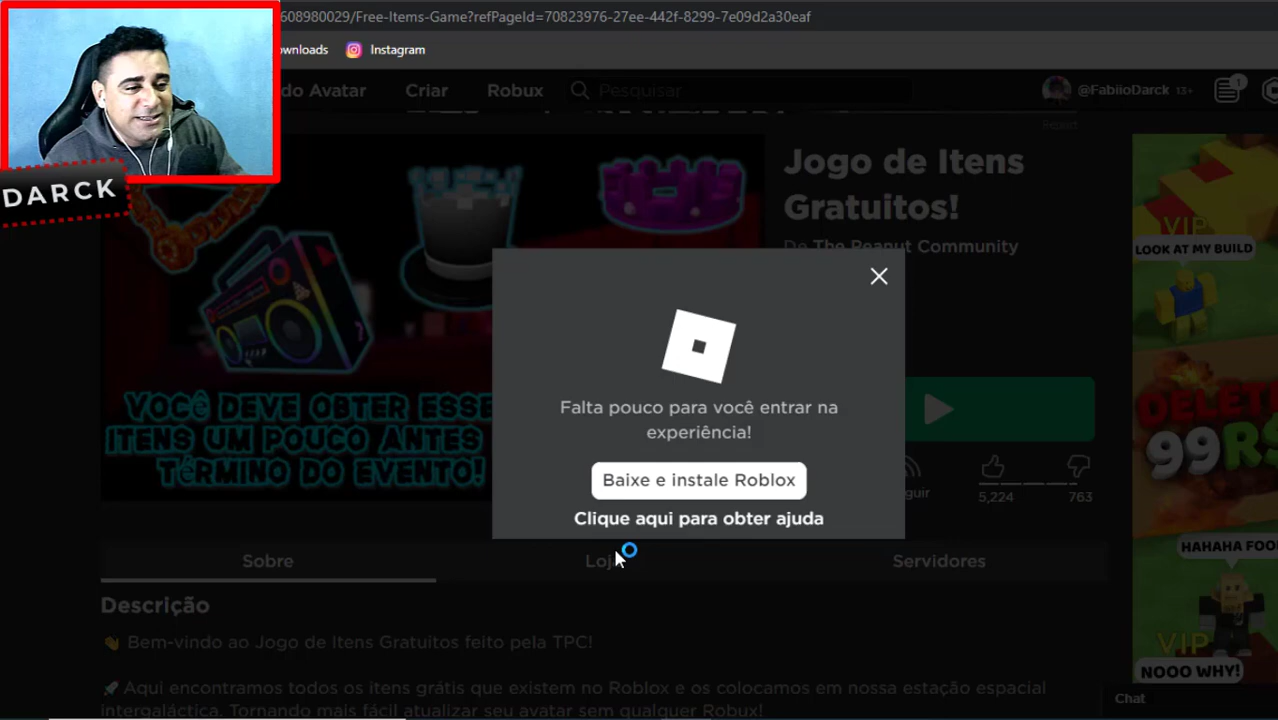 608980029/Free-Items-Game?refPageId=70823976-27ee-442f-8299-7e09d2a30eaf
wnloads Instagram
do Avatar Criar Robux Pesquisar @FabiioDarck 13+ 1
DARCK
Jogo de Itens
Gratuitos!
De The Peanut Community
VOCÊ DEVE OBTER ESSE
ITENS UM POUCO ANTES
TÉRMINO DO EVENTO!
Falta pouco para você entrar na
experiência!
Baixe e instale Roblox
Clique aqui para obter ajuda
guir 5,224 763
Sobre Loj Servidores
Descrição
Bem-vindo ao Jogo de Itens Gratuitos feito pela TPC!
Aqui encontramos todos os itens grátis que existem no Roblox e os colocamos em nossa estação espacial
intergaláctica. Tornando mais fácil atualizar seu avatar sem qualquer Robux!
VIP
LOOK AT MY BUILD
DELETE
99R$
HAHAHA FOO
VIP
NOOO WHY!
Chat